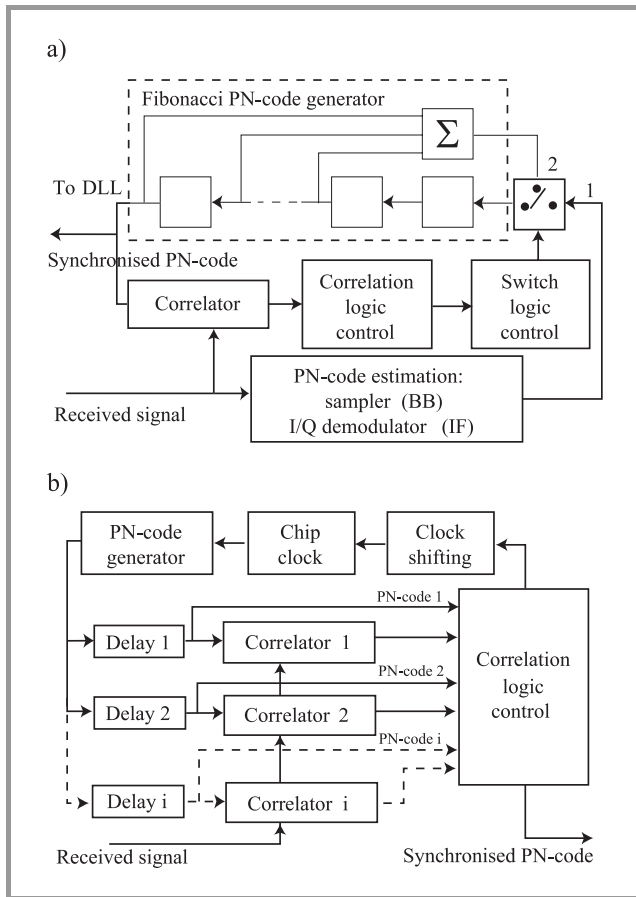 a)
Fibonacci PN-code generator
Σ
2
1
To DLL
Synchronised PN-code
Correlator
Correlation
logic
control
Switch
logic
control
Received signal
PN-code estimation:
sampler (BB)
I/Q demodulator (IF)
b)
PN-code
generator
Chip
clock
Clock
shifting
PN-code 1
Delay 1
Correlator 1
PN-code 2
Delay 2
Correlator 2
Correlation
logic
control
PN-code i
Delay i
Correlator i
Received signal
Synchronised PN-code